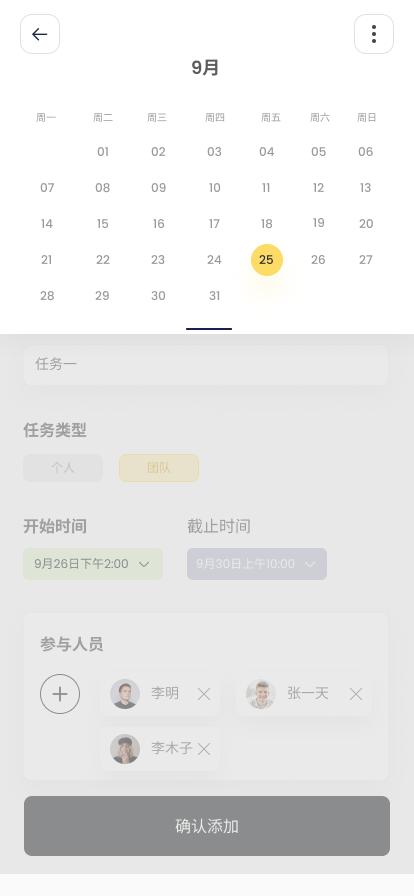 9月
周一 周二 周三 周四 周五 周六 周日
01 02 03 04 05 06
07 08 09 10 11 12 13
14 15 16 17 18 19 20
21 22 23 24 25 26 27
28 29 30 31
任务一
任务类型
个人 团队
开始时间 截止时间
9月26日下午2:00 9月30日上午10:00
参与人员
李明 张一天
李木子
确认添加